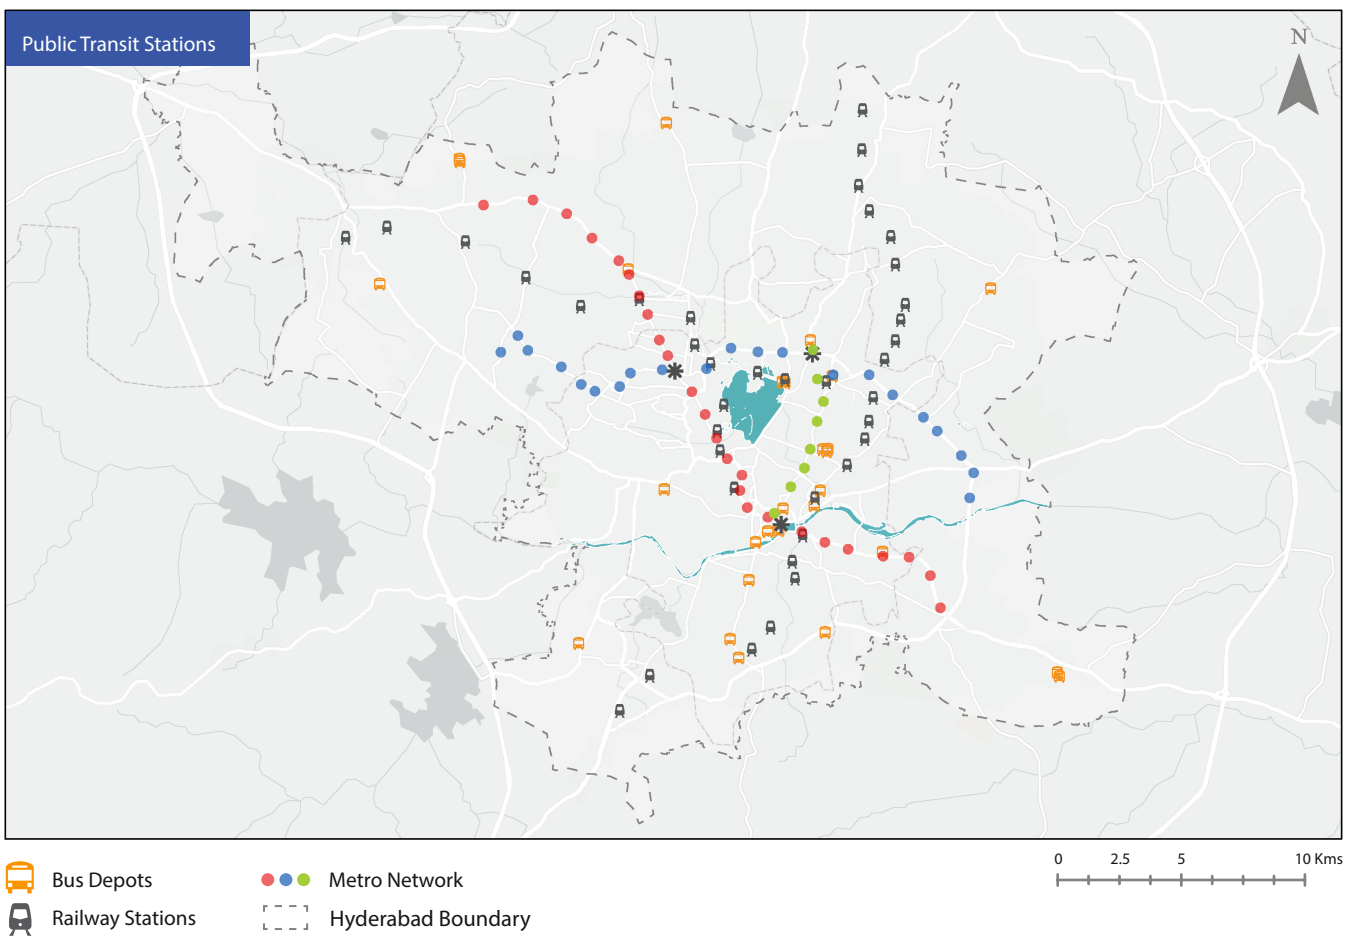 Public Transit Stations
N
0 2.5 5 10 Kms
Bus Depots
Metro Network
Railway Stations
Hyderabad Boundary